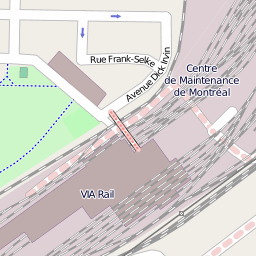 Rue Frank-Selke
Avenue Dick Irvin
Centre
de Maintenance
de Montréal
VIA Rail